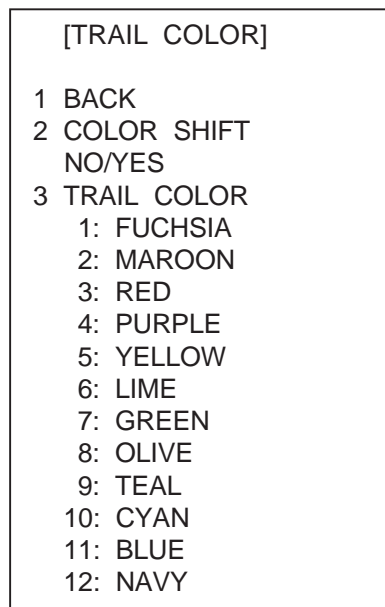 [TRAIL COLOR]
1 BACK
2 COLOR SHIFT
NO/YES
3 TRAIL COLOR
1: FUCHSIA
2: MAROON
3: RED
4: PURPLE
5: YELLOW
6: LIME
7: GREEN
8: OLIVE
9: TEAL
10: CYAN
11: BLUE
12: NAVY